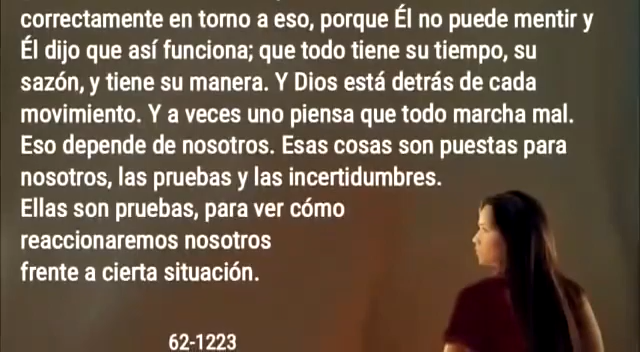 correctamente en torno a eso, porque Él no puede mentir y
Él dijo que así funciona; que todo tiene su tiempo, su
sazón, y tiene su manera. Y Dios está detrás de cada
movimiento. Y a veces uno piensa que todo marcha mal.
Eso depende de nosotros. Esas cosas son puestas para
nosotros, las pruebas y las incertidumbres.
Ellas son pruebas, para ver cómo
reaccionaremos nosotros
frente a cierta situación.
62-1223